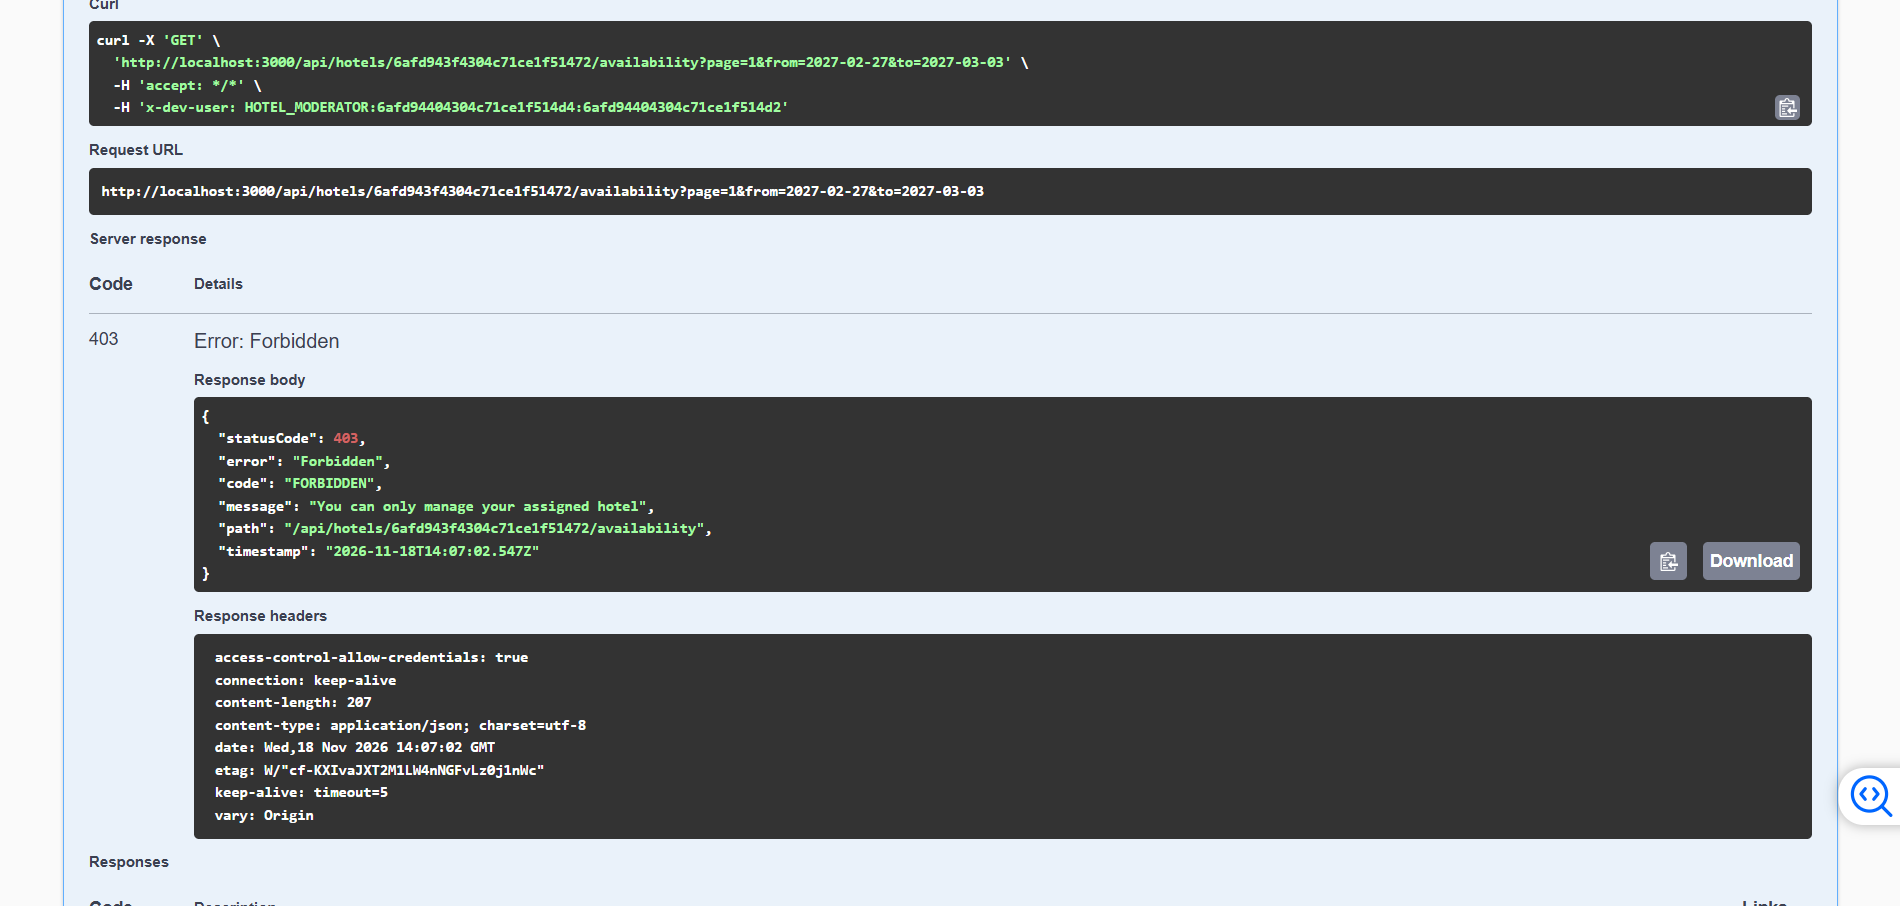 Curl
curl -X 'GET' \
'http://localhost:3000/api/hotels/6afd943f4304c71ce1f51472/availability?page=1&from=2027-02-27&to=2027-03-03' \
-H 'accept: */*' \
-H 'x-dev-user: HOTEL_MODERATOR:6afd94404304c71ce1f514d4:6afd94404304c71ce1f514d2'
Request URL
http://localhost:3000/api/hotels/6afd943f4304c71ce1f51472/availability?page=1&from=2027-02-27&to=2027-03-03
Server response
Code Details
403 Error: Forbidden
Response body
{
"statusCode": 403,
"error": "Forbidden",
"code": "FORBIDDEN",
"message": "You can only manage your assigned hotel",
"path": "/api/hotels/6afd943f4304c71ce1f51472/availability",
"timestamp": "2026-11-18T14:07:02.547Z"
}
Download
Response headers
access-control-allow-credentials: true
connection: keep-alive
content-length: 207
content-type: application/json; charset=utf-8
date: Wed,18 Nov 2026 14:07:02 GMT
etag: W/"cf-KXIvaJXT2M1LW4nNGFvLz0j1nWc"
keep-alive: timeout=5
vary: Origin
Responses
Code Description Links